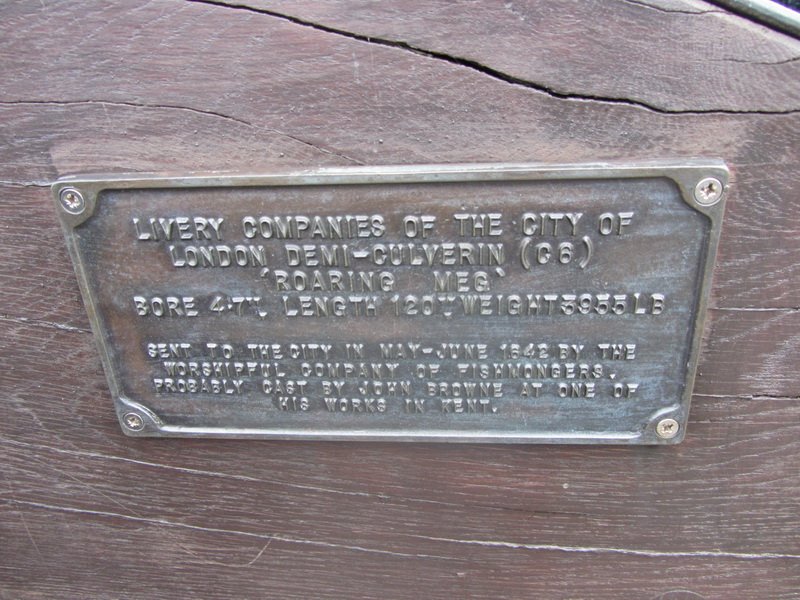 LIVERY COMPANIES OF THE CITY OF
LONDON DEMI-CULVERIN (C6)
'ROARING MEG'
BORE 4.7" LENGTH 120" WEIGHT 3955LB
SENT TO THE CITY IN MAY-JUNE 1642 BY THE
WORSHIPFUL COMPANY OF FISHMONGERS.
PROBABLY CAST BY JOHN BROWNE AT ONE OF
HIS WORKS IN KENT.